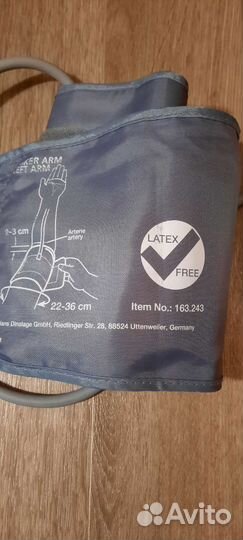 KER ARM
EFT ARM
2–3 cm
Arterie
artery
LATEX
FREE
22-36 cm
Item No.: 163.243
ans Dinslage GmbH, Riedlinger Str. 28, 88524 Uttenweiler, Germany
Avito